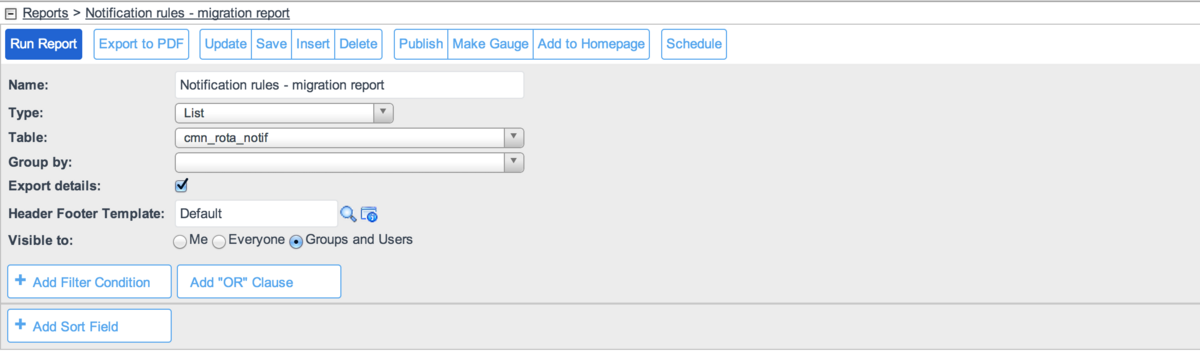 Reports > Notification rules - migration report
Run Report Export to PDF Update Save Insert Delete Publish Make Gauge Add to Homepage Schedule
Name: Notification rules - migration report
Type: List
Table: cmn_rota_notif
Group by:
Export details:
Header Footer Template: Default
Visible to: Me Everyone Groups and Users
+ Add Filter Condition Add "OR" Clause
+ Add Sort Field